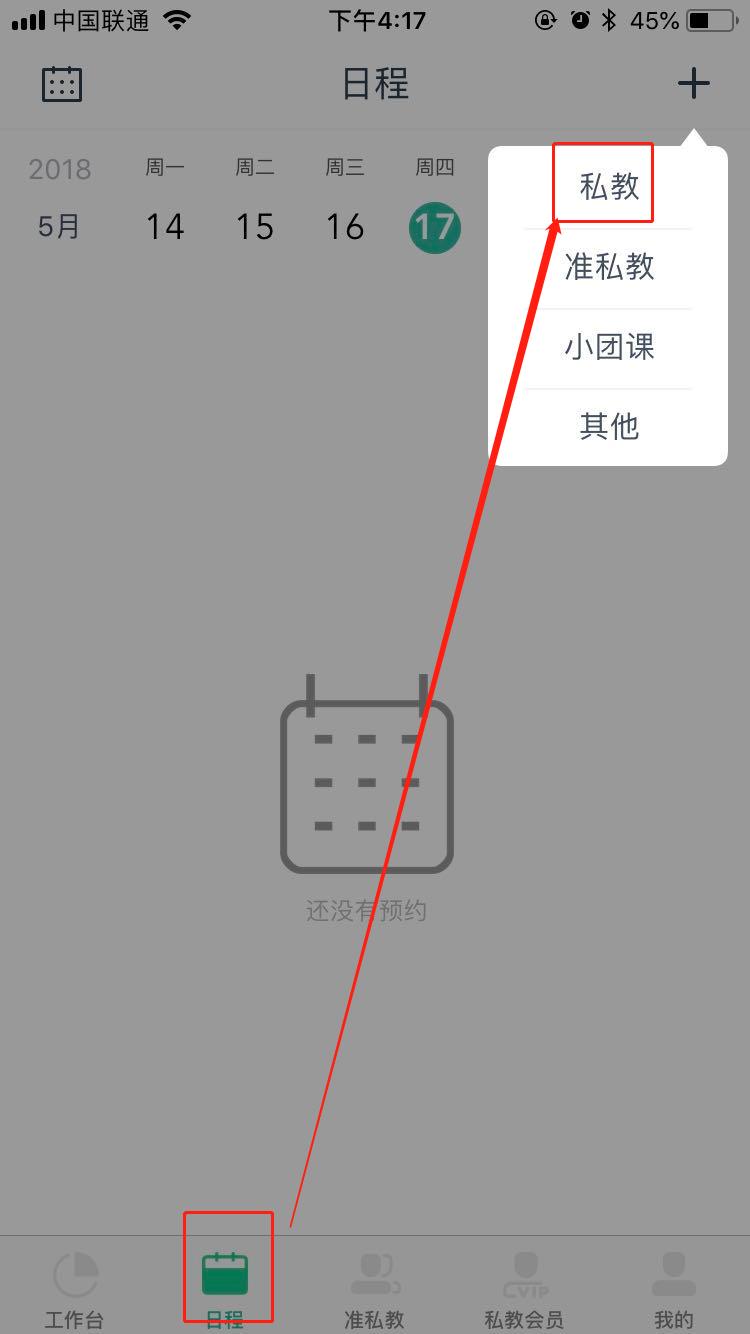 中国联通 下午4:17 45%
日程
2018 周一 周二 周三 周四
5月 14 15 16 17
私教
准私教
小团课
其他
还没有预约
VIP
工作台 日程 准私教 私教会员 我的